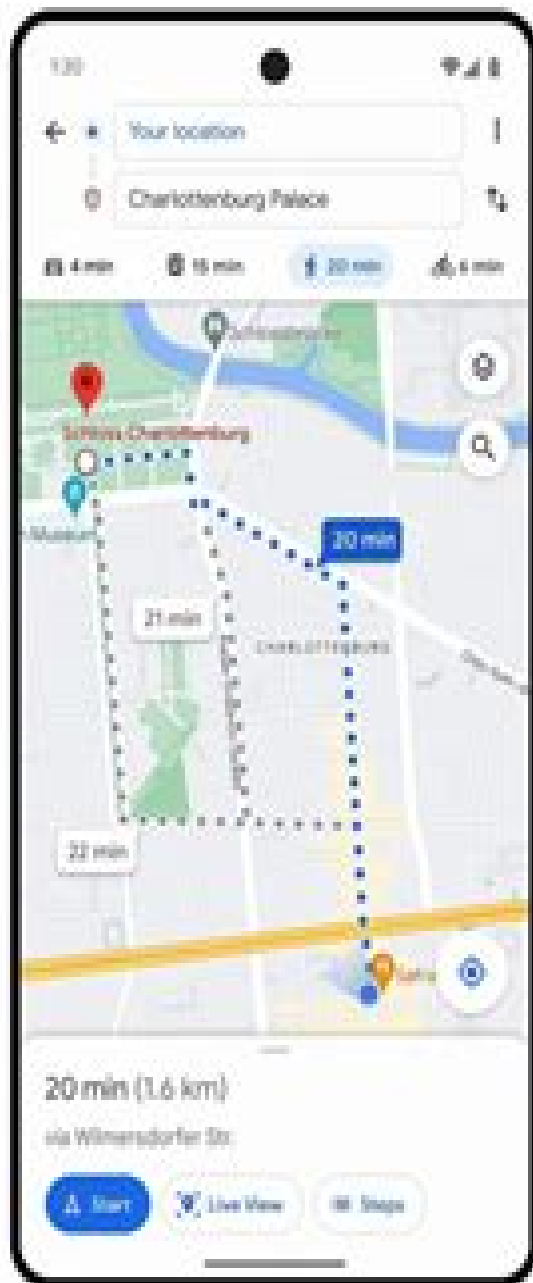 Your location
Charlottenburg Palace
4 min
15 min
20 min
6 min
Schloss Charlottenburg
Museum
20 min
21 min
CHARLOTTENBURG
22 min
20 min (1.6 km)
via Wilmersdorfer Str.
Start
Live View
Steps